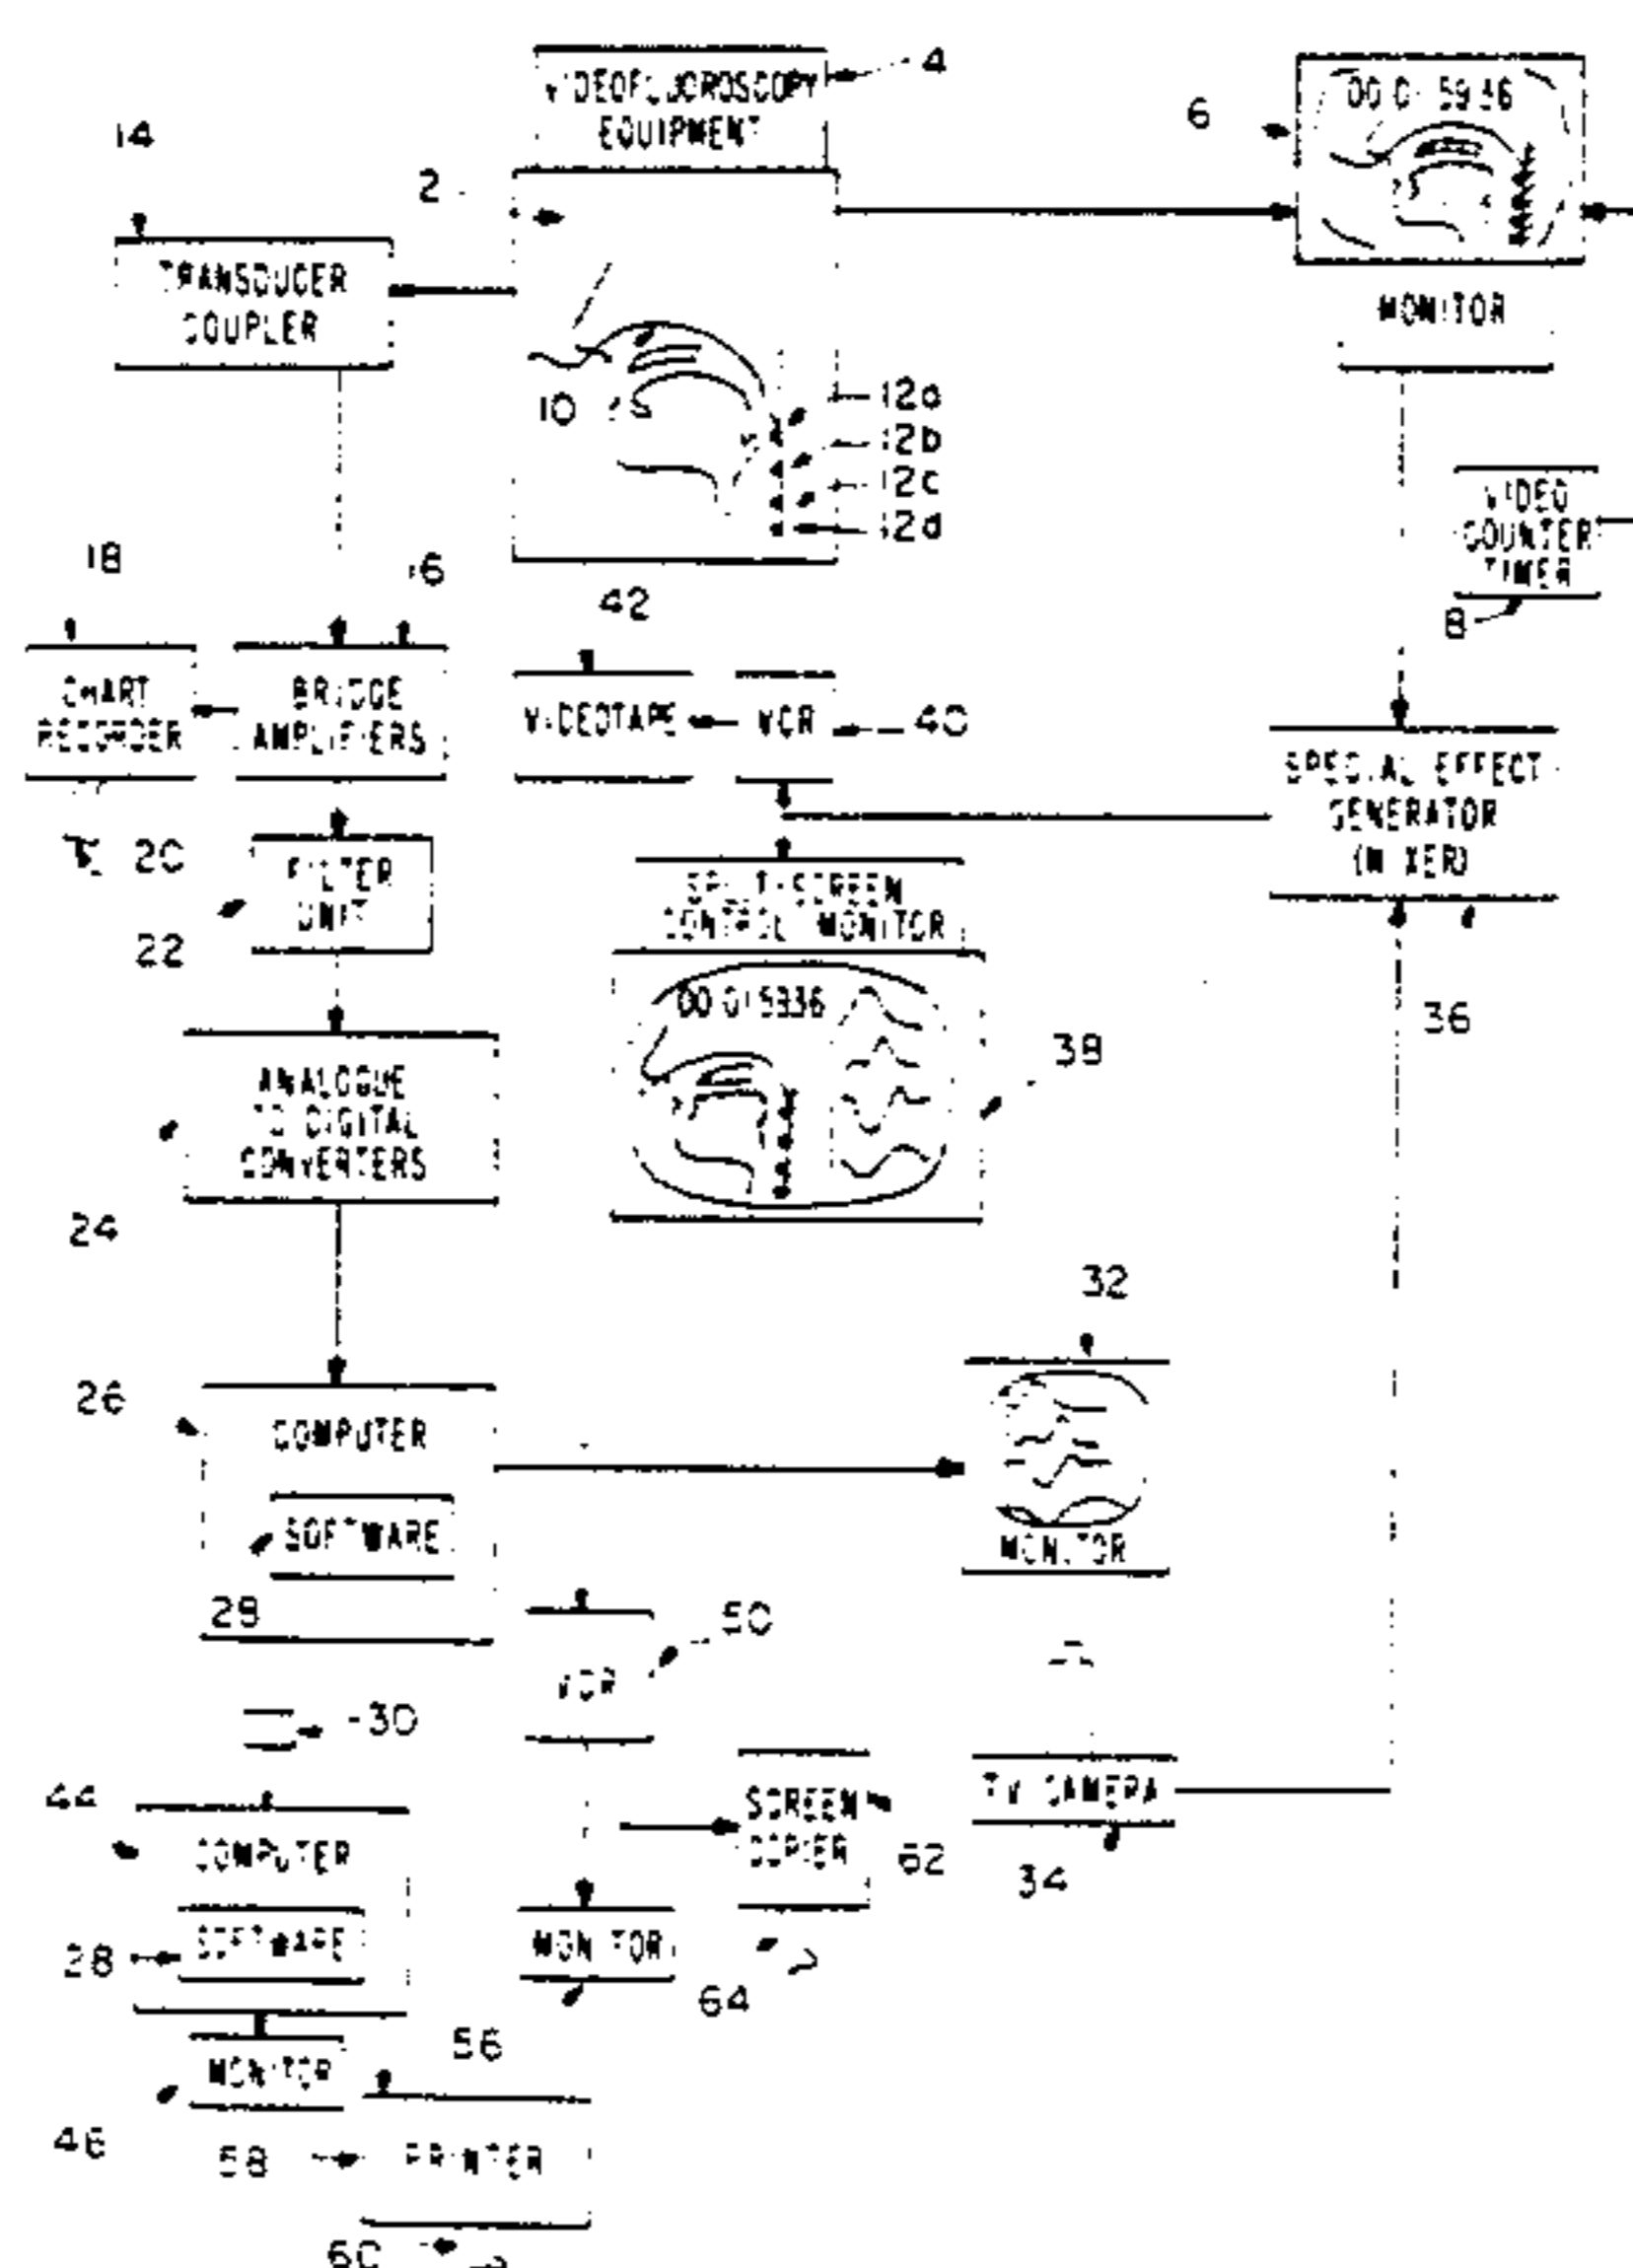 VIDEOFLUOROSCOPY
EQUIPMENT
4
6
00 01 5936
MONITOR
14
2
TRANSDUCER
COUPLER
10
12a
12b
12c
12d
VIDEO
COUNTER
TIMER
8
18
16
42
CHART
RECORDER
BRIDGE
AMPLIFIERS
VIDEOTAPE
VCR
40
SPECIAL EFFECT
GENERATOR
(MIXER)
36
20
FILTER
UNIT
22
SPLIT-SCREEN
CONTROL MONITOR
00 01 5936
38
ANALOGUE
TO DIGITAL
CONVERTERS
24
32
26
COMPUTER
SOFTWARE
28
MONITOR
50
VCR
30
44
COMPUTER
SOFTWARE
28
SCREEN
COPIER
62
TV CAMERA
34
MONITOR
64
MONITOR
46
56
58
PRINTER
60